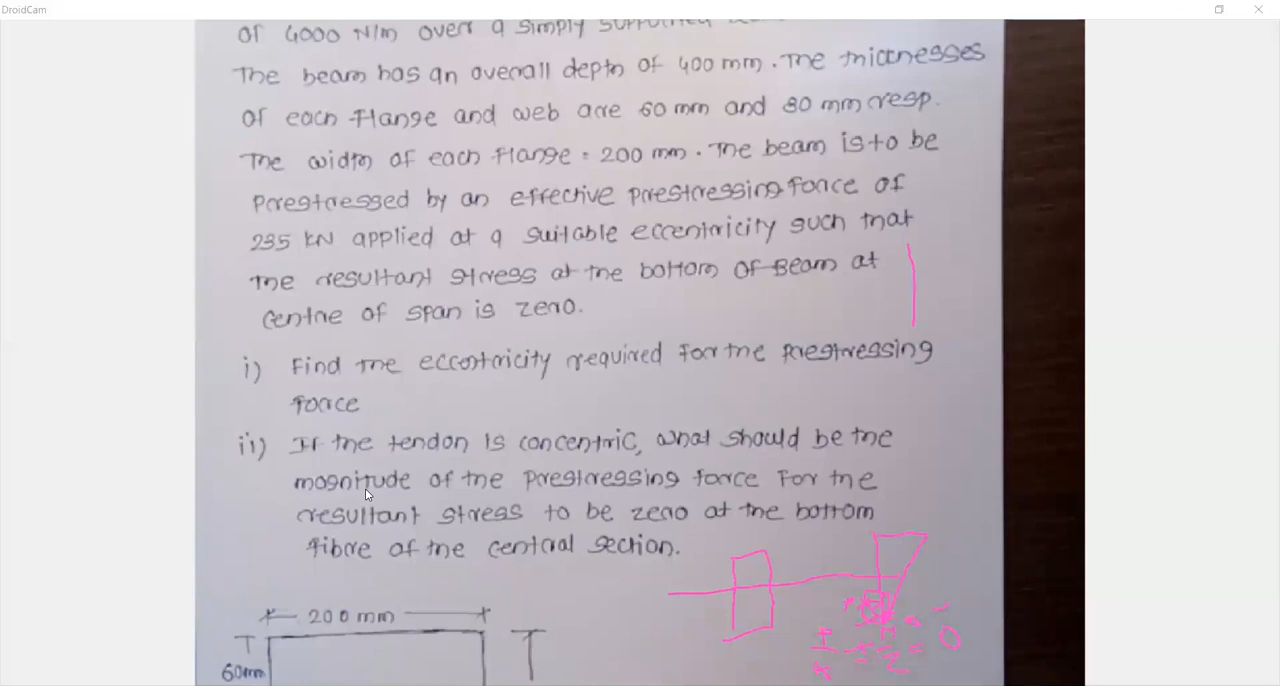 DroidCam
of 4000 N/m over a simply supported
The beam has an overall depth of 400 mm. The thicknesses
of each flange and web are 60 mm and 80 mm resp.
The width of each flange = 200 mm. The beam is to be
prestressed by an effective prestressing force of
235 kN applied at a suitable eccentricity such that
the resultant stress at the bottom of Beam at
centre of span is zero.
i) Find the eccentricity required for the prestressing
force
ii) If the tendon is concentric, what should be the
magnitude of the prestressing force for the
resultant stress to be zero at the bottom
fibre of the central section.
200 mm
60mm